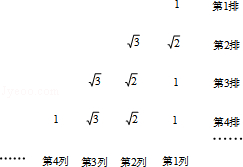 1 第1排
√3 √2 第2排
√3 √2 1 第3排
1 √3 √2 1 第4排
……
…… 第4列 第3列 第2列 第1列